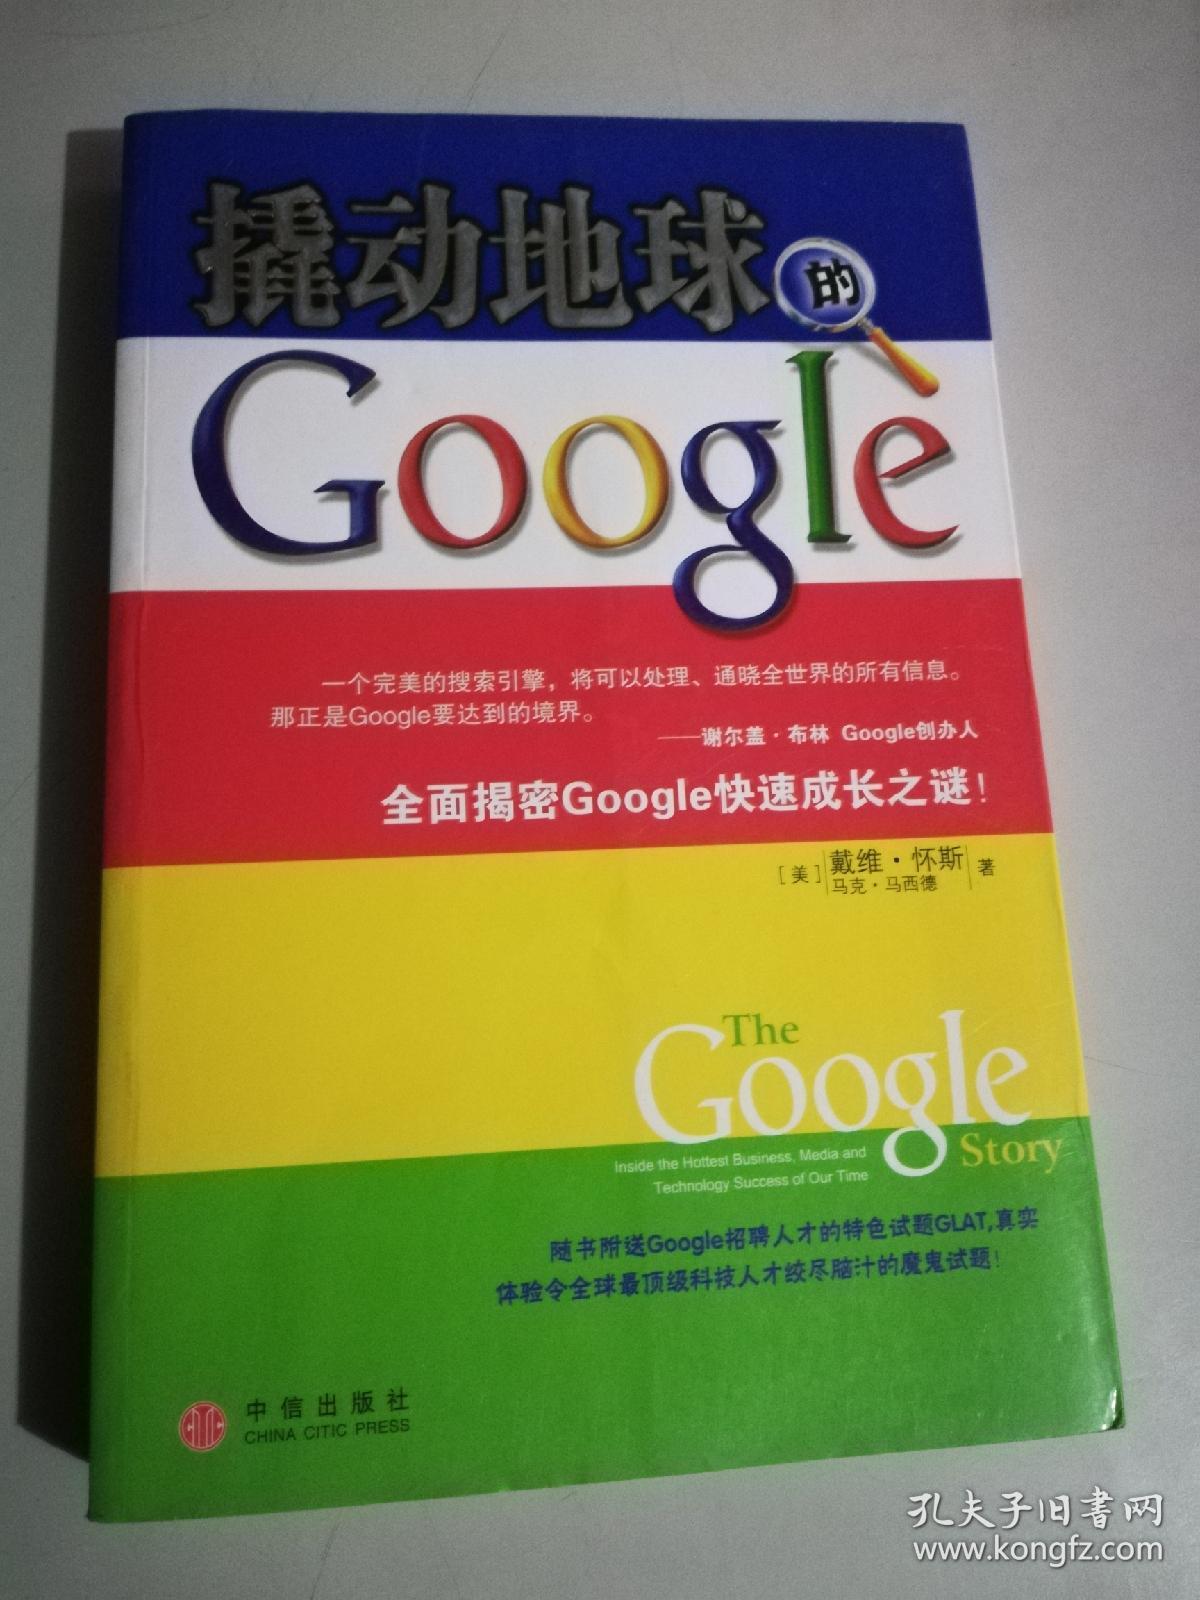 撬动地球的
Google
一个完美的搜索引擎，将可以处理、通晓全世界的所有信息。
那正是Google要达到的境界。
——谢尔盖·布林 Google创办人
全面揭密Google快速成长之谜！
[美] 戴维·怀斯
马克·马西德 著
The
Google
Story
Inside the Hottest Business, Media and
Technology Success of Our Time
随书附送Google招聘人才的特色试题GLAT,真实
体验令全球最顶级科技人才绞尽脑汁的魔鬼试题！
中信出版社
CHINA CITIC PRESS
孔夫子旧书网
www.kongfz.com